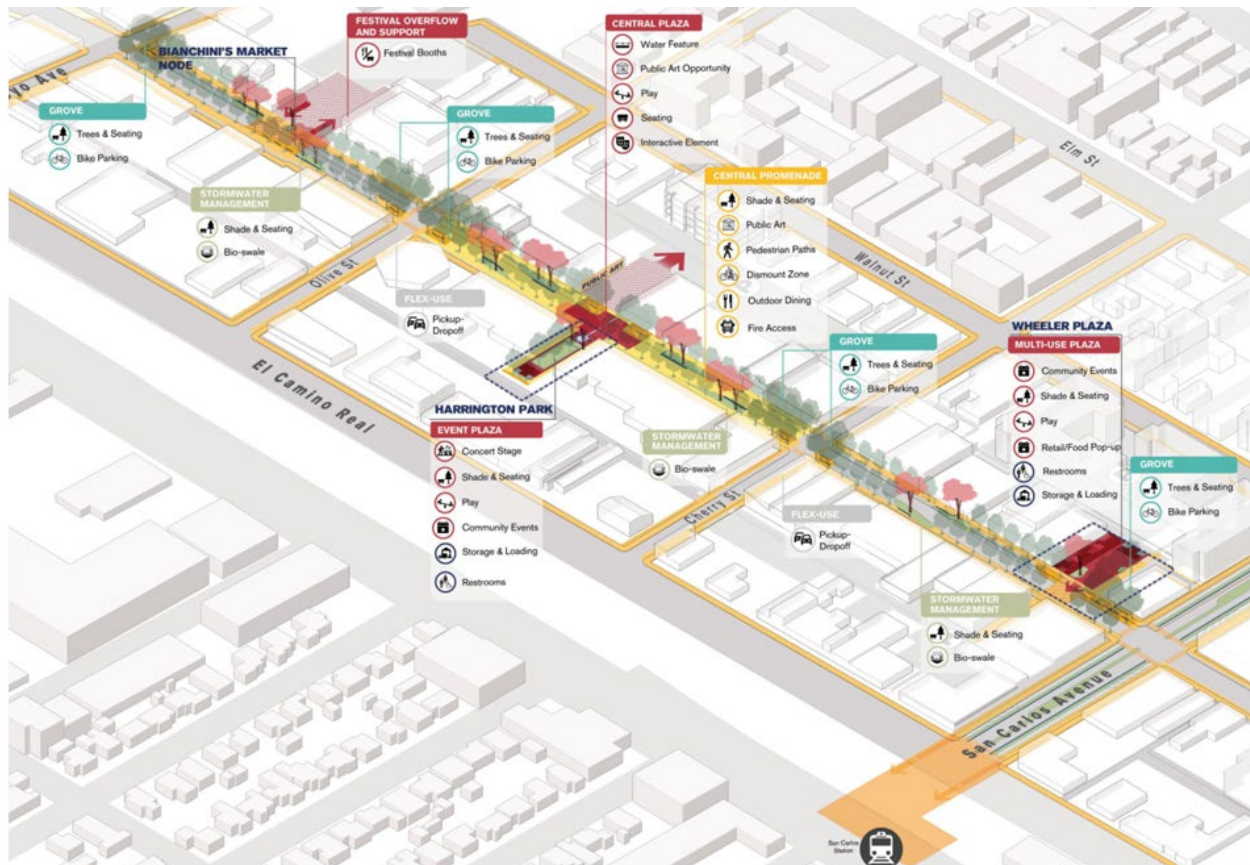 FESTIVAL OVERFLOW
AND SUPPORT
Festival Booths
BIANCHINI'S MARKET
NODE
yo Ave
GROVE
Trees & Seating
Bike Parking
GROVE
Trees & Seating
Bike Parking
CENTRAL PLAZA
Water Feature
Public Art Opportunity
Play
Seating
Interactive Element
Elm St
STORMWATER
MANAGEMENT
Shade & Seating
Bio-swale
Olive St
CENTRAL PROMENADE
Shade & Seating
Public Art
Pedestrian Paths
Dismount Zone
Outdoor Dining
Fire Access
Walnut St
PUBLIC ART
FLEX-USE
Pickup-
Dropoff
El Camino Real
HARRINGTON PARK
EVENT PLAZA
Concert Stage
Shade & Seating
Play
Community Events
Storage & Loading
Restrooms
GROVE
Trees & Seating
Bike Parking
WHEELER PLAZA
MULTI-USE PLAZA
Community Events
Shade & Seating
Play
Retail/Food Pop-up
Restrooms
Storage & Loading
STORMWATER
MANAGEMENT
Bio-swale
Cherry St
GROVE
Trees & Seating
Bike Parking
FLEX-USE
Pickup-
Dropoff
STORMWATER
MANAGEMENT
Shade & Seating
Bio-swale
San Carlos Avenue
San Carlos
Station